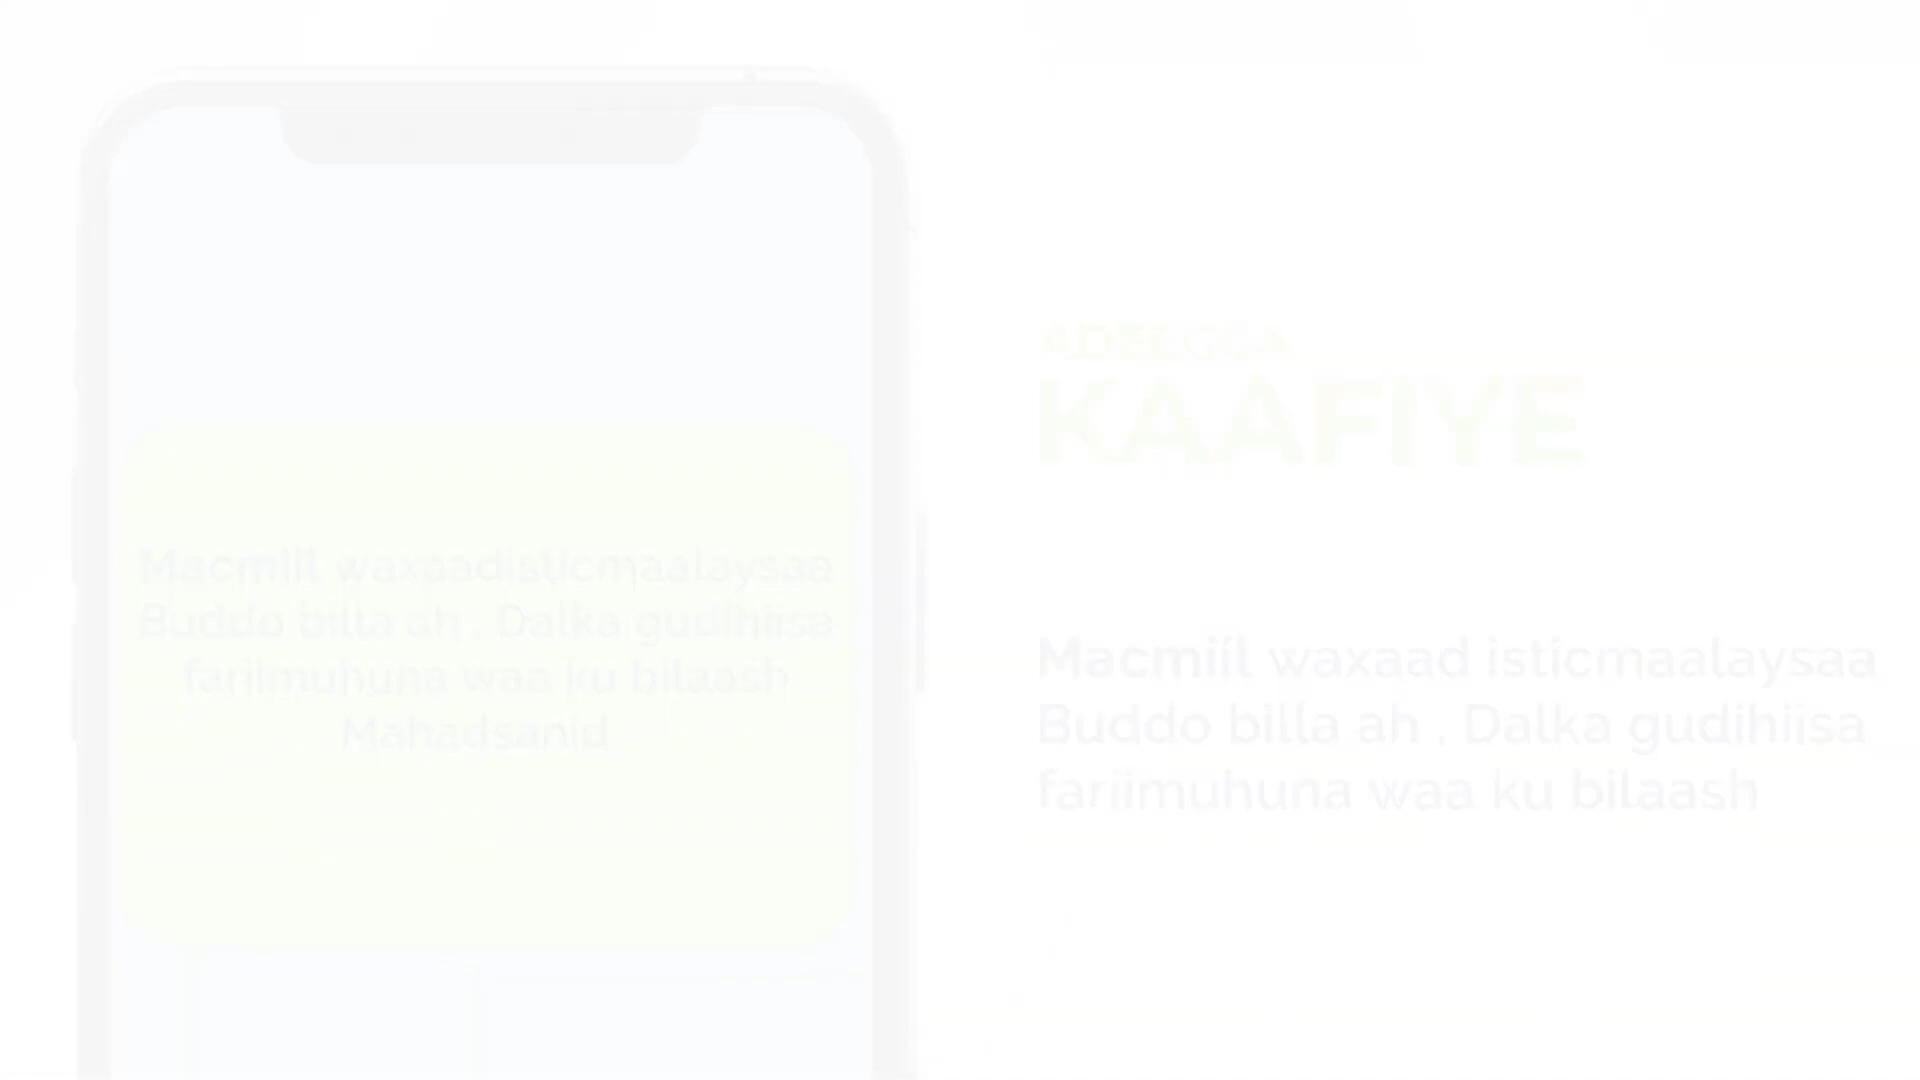 Macmiil waxaadisticmaalaysaa
Buddo billa ah , Dalka gudihiisa
fariimuhuna waa ku bilaash
Mahadsanid
ADEEGGA
KAAFIYE
Macmiil waxaad isticmaalaysaa
Buddo billa ah , Dalka gudihiisa
fariimuhuna waa ku bilaash